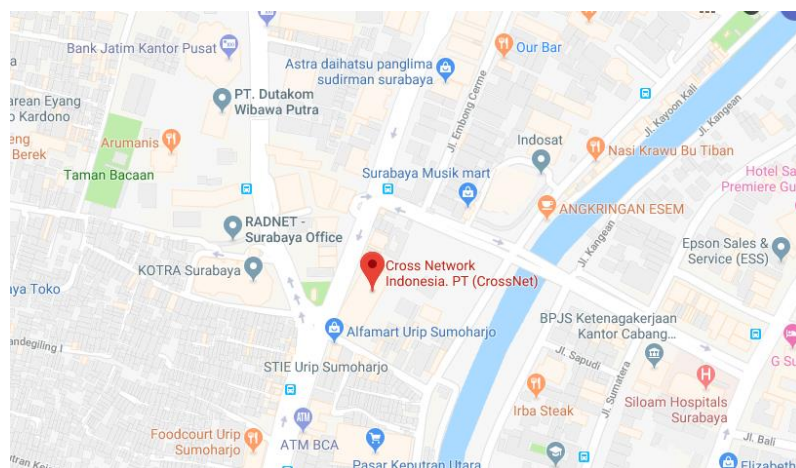 Our Bar
Bank Jatim Kantor Pusat
Astra daihatsu panglima
sudirman surabaya
arean Eyang
o Kardono
PT. Dutakom
Wibawa Putra
Jl. Embong Cerme
Jl. Kayoon Kali
Jl. Kangean
Arumanis
eng
Berek
Indosat
Nasi Krawu Bu Tiban
Taman Bacaan
Surabaya Musik mart
Hotel Sa
Premiere Gu
ANGKRINGAN ESEM
RADNET -
Surabaya Office
Jl. Kangean
Epson Sales &
Service (ESS)
KOTRA Surabaya
Cross Network
Indonesia. PT (CrossNet)
aya Toko
BPJS Ketenagakerjaan
Kantor Cabang...
Alfamart Urip Sumoharjo
andegiling I
Jl. Sapudi
G Su
STIE Urip Sumoharjo
Jl. Sumatera
Siloam Hospitals
Surabaya
Irba Steak
Foodcourt Urip
Sumoharjo
ATM
ATM BCA
Jl. Bali
Pasar Keputran Utara
Elizabeth